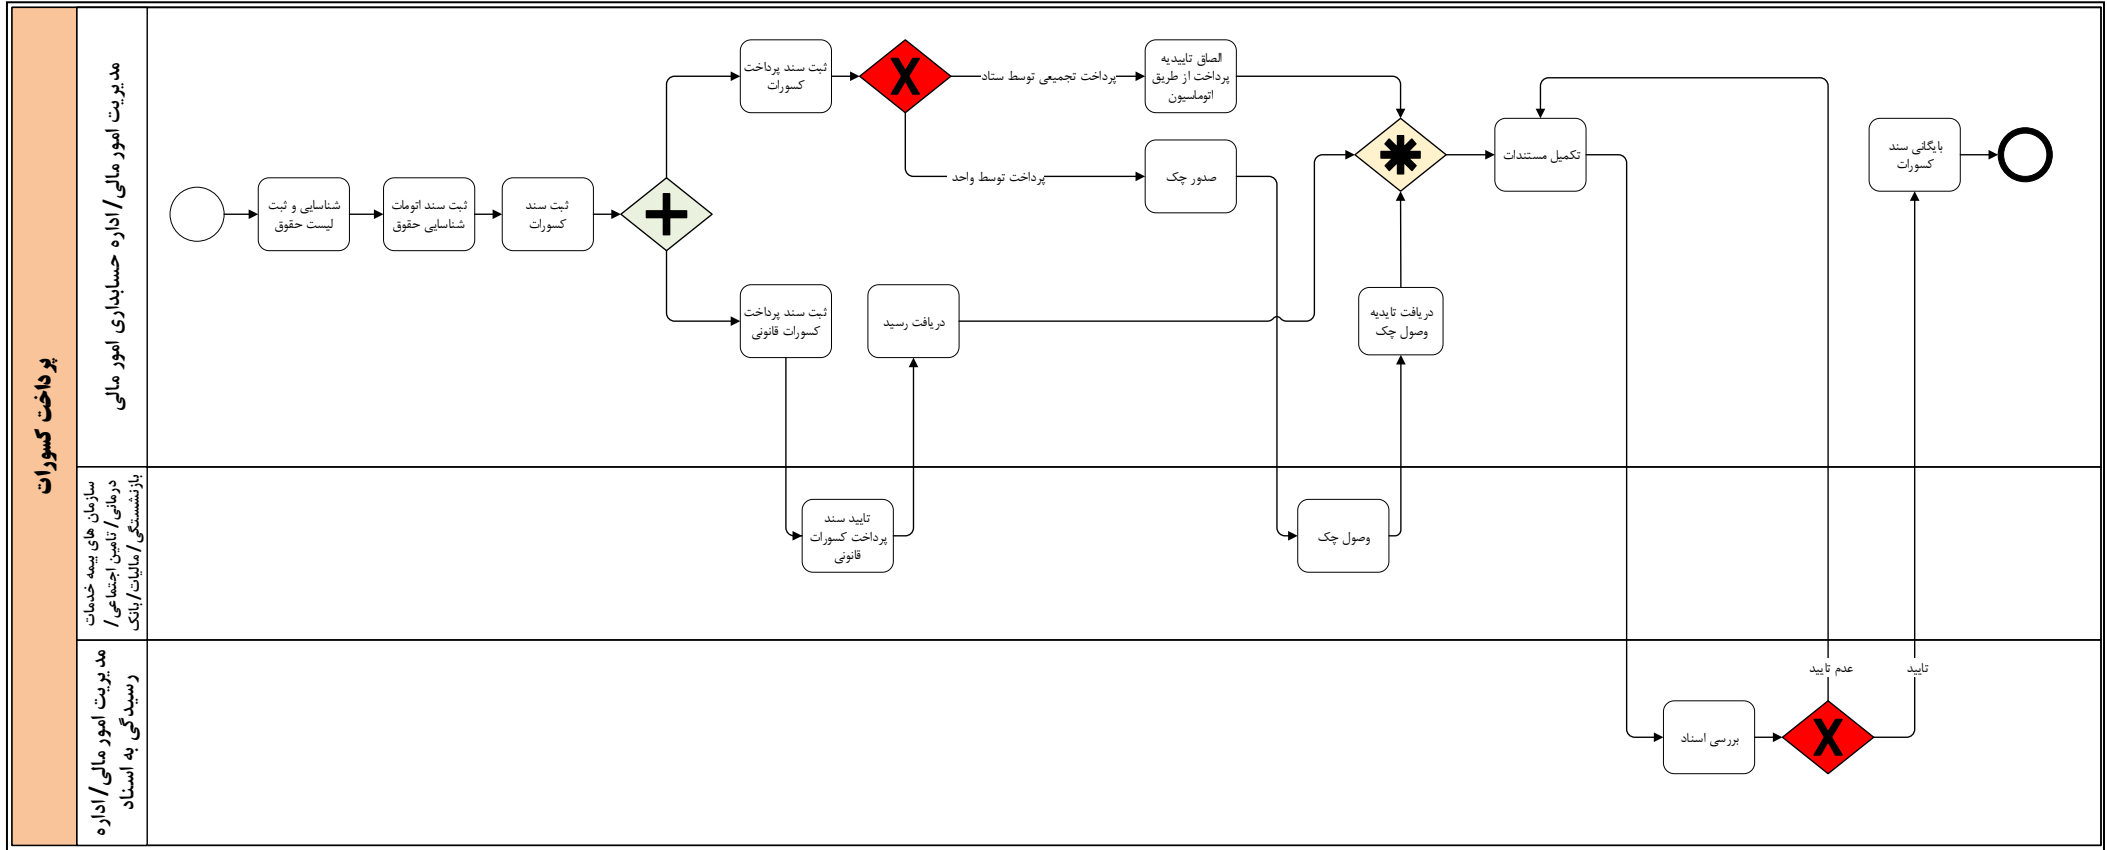 پرداخت کسورات
مدیریت امور مالی/اداره حسابداری امور مالی
شناسایی و ثبت
لیست حقوق
ثبت سند اتومات
شناسایی حقوق
ثبت سند
کسورات
ثبت سند پرداخت
کسورات
پرداخت تجمیعی توسط ستاد
الصاق تاییدیه
پرداخت از طریق
اتوماسیون
پرداخت توسط واحد
صدور چک
ثبت سند پرداخت
کسورات قانونی
دریافت رسید
دریافت تایدیه
وصول چک
تکمیل مستندات
بایگانی سند
کسورات
سازمان های بیمه خدمات
درمانی/تامین اجتماعی/
بازنشستگی/مالیات/بانک
تایید سند
پرداخت کسورات
قانونی
وصول چک
مدیریت امور مالی/اداره
رسیدگی به اسناد
بررسی اسناد
عدم تایید
تایید